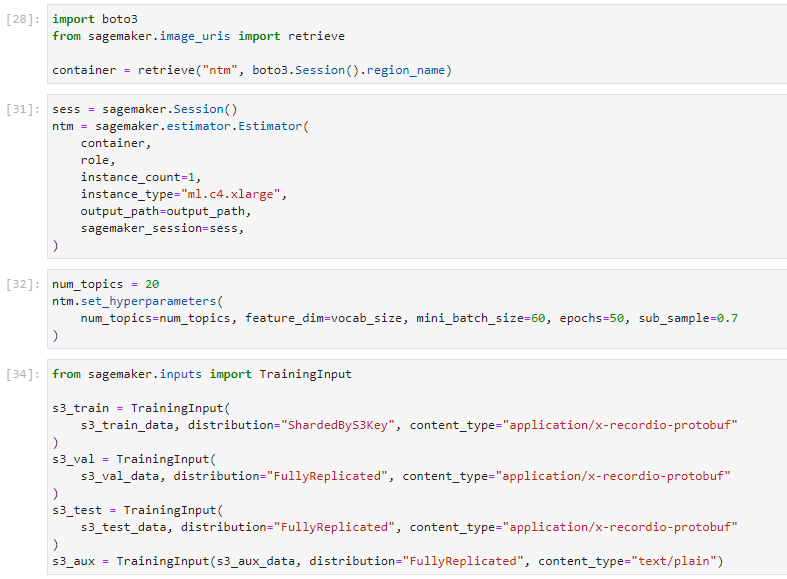 [28]: import boto3
from sagemaker.image_uris import retrieve
container = retrieve("ntm", boto3.Session().region_name)
[31]: sess = sagemaker.Session()
ntm = sagemaker.estimator.Estimator(
    container,
    role,
    instance_count=1,
    instance_type="ml.c4.xlarge",
    output_path=output_path,
    sagemaker_session=sess,
)
[32]: num_topics = 20
ntm.set_hyperparameters(
    num_topics=num_topics, feature_dim=vocab_size, mini_batch_size=60, epochs=50, sub_sample=0.7
)
[34]: from sagemaker.inputs import TrainingInput
s3_train = TrainingInput(
    s3_train_data, distribution="ShardedByS3Key", content_type="application/x-recordio-protobuf"
)
s3_val = TrainingInput(
    s3_val_data, distribution="FullyReplicated", content_type="application/x-recordio-protobuf"
)
s3_test = TrainingInput(
    s3_test_data, distribution="FullyReplicated", content_type="application/x-recordio-protobuf"
)
s3_aux = TrainingInput(s3_aux_data, distribution="FullyReplicated", content_type="text/plain")